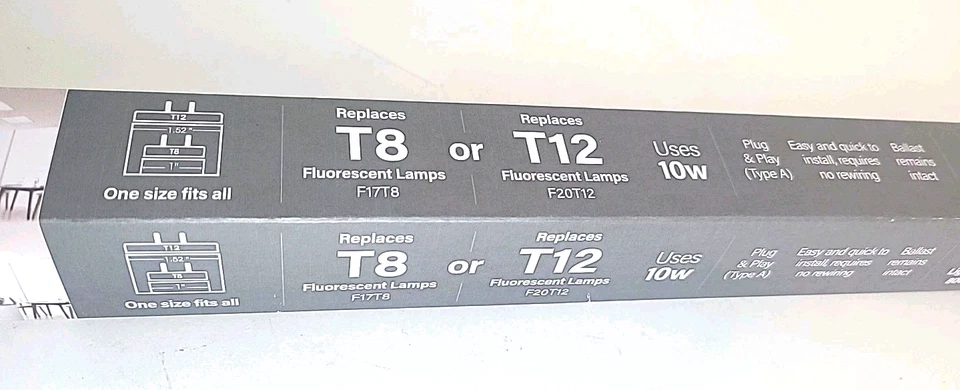 T12
1.52"
T8
1"
One size fits all
Replaces
T8
Fluorescent Lamps
F17T8
or
Replaces
T12
Fluorescent Lamps
F20T12
Uses
10w
Plug
& Play
(Type A)
Easy and quick to
install, requires
no rewiring
Ballast
remains
intact
T12
1.52"
T8
1"
One size fits all
Replaces
T8
Fluorescent Lamps
F17T8
or
Replaces
T12
Fluorescent Lamps
F20T12
Uses
10w
Plug
& Play
(Type A)
Easy and quick to
install, requires
no rewiring
Ballast
remains
intact